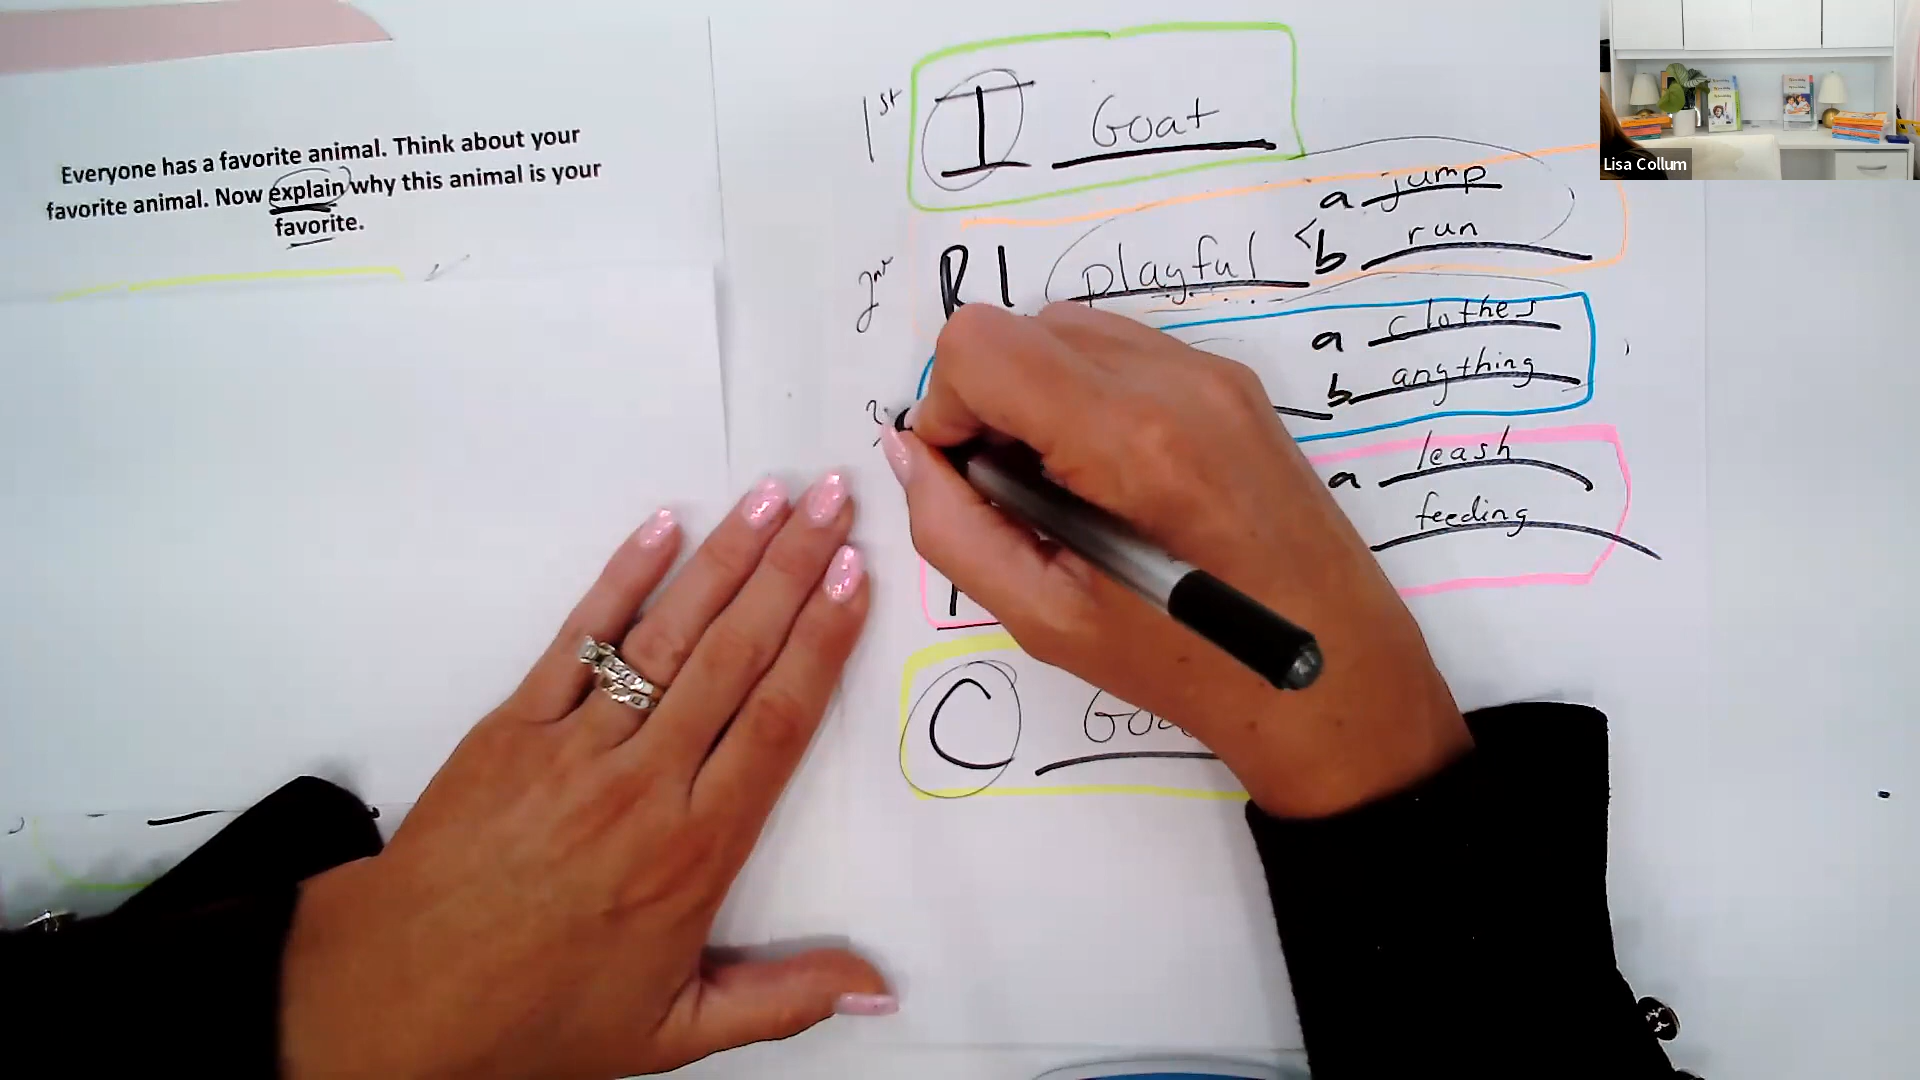 Everyone has a favorite animal. Think about your
favorite animal. Now explain why this animal is your
favorite.
1st I Goat
2nd R1 playful
a jump
b run
a clothes
b anything
a leash
feeding
C
Lisa Collum